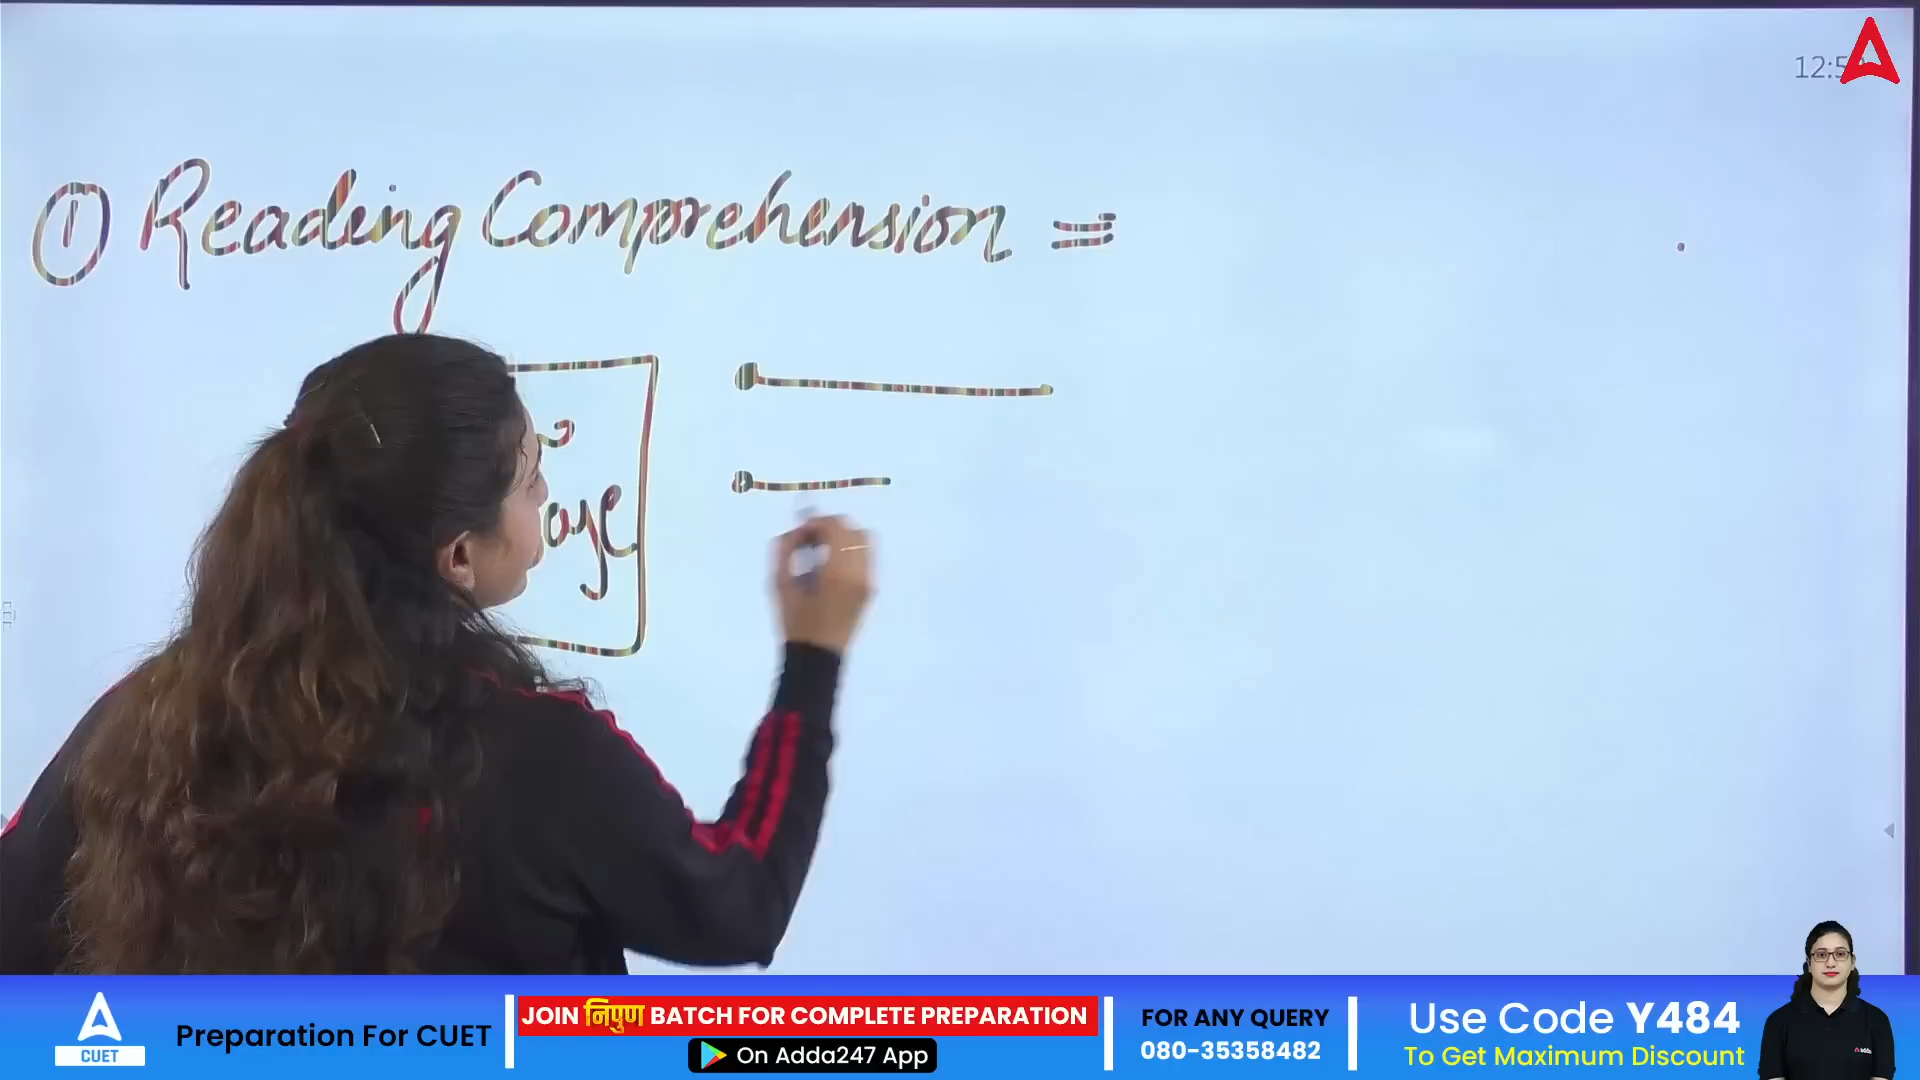 12:5
① Reading Comprehension =
CUET
Preparation For CUET
JOIN निपुण BATCH FOR COMPLETE PREPARATION
On Adda247 App
FOR ANY QUERY
080-35358482
Use Code Y484
To Get Maximum Discount